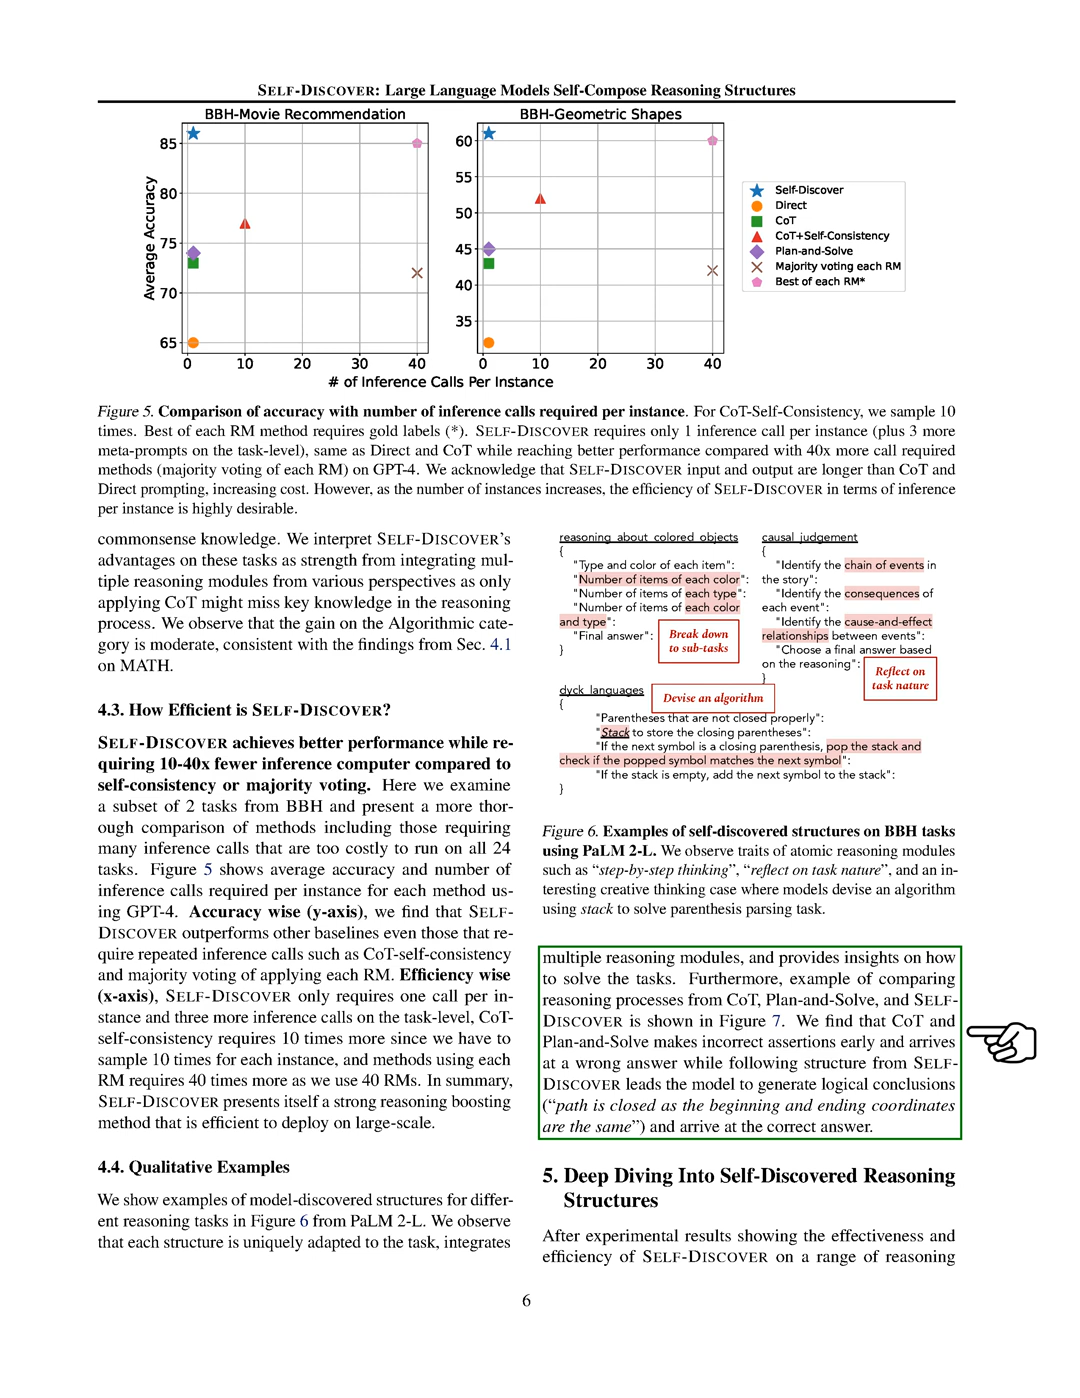 SELF-DISCOVER: Large Language Models Self-Compose Reasoning Structures
BBH-Movie Recommendation
BBH-Geometric Shapes
Average Accuracy
85
80
75
70
65
0 10 20 30 40
60
55
50
45
40
35
0 10 20 30 40
# of Inference Calls Per Instance
Self-Discover
Direct
CoT
CoT+Self-Consistency
Plan-and-Solve
Majority voting each RM
Best of each RM*
Figure 5. Comparison of accuracy with number of inference calls required per instance. For CoT-Self-Consistency, we sample 10
times. Best of each RM method requires gold labels (*). SELF-DISCOVER requires only 1 inference call per instance (plus 3 more
meta-prompts on the task-level), same as Direct and CoT while reaching better performance compared with 40x more call required
methods (majority voting of each RM) on GPT-4. We acknowledge that SELF-DISCOVER input and output are longer than CoT and
Direct prompting, increasing cost. However, as the number of instances increases, the efficiency of SELF-DISCOVER in terms of inference
per instance is highly desirable.
commonsense knowledge. We interpret SELF-DISCOVER's
advantages on these tasks as strength from integrating mul-
tiple reasoning modules from various perspectives as only
applying CoT might miss key knowledge in the reasoning
process. We observe that the gain on the Algorithmic cate-
gory is moderate, consistent with the findings from Sec. 4.1
on MATH.
4.3. How Efficient is SELF-DISCOVER?
SELF-DISCOVER achieves better performance while re-
quiring 10-40x fewer inference computer compared to
self-consistency or majority voting. Here we examine
a subset of 2 tasks from BBH and present a more thor-
ough comparison of methods including those requiring
many inference calls that are too costly to run on all 24
tasks. Figure 5 shows average accuracy and number of
inference calls required per instance for each method us-
ing GPT-4. Accuracy wise (y-axis), we find that SELF-
DISCOVER outperforms other baselines even those that re-
quire repeated inference calls such as CoT-self-consistency
and majority voting of applying each RM. Efficiency wise
(x-axis), SELF-DISCOVER only requires one call per in-
stance and three more inference calls on the task-level, CoT-
self-consistency requires 10 times more since we have to
sample 10 times for each instance, and methods using each
RM requires 40 times more as we use 40 RMs. In summary,
SELF-DISCOVER presents itself a strong reasoning boosting
method that is efficient to deploy on large-scale.
4.4. Qualitative Examples
We show examples of model-discovered structures for differ-
ent reasoning tasks in Figure 6 from PaLM 2-L. We observe
that each structure is uniquely adapted to the task, integrates
reasoning about colored objects
{
"Type and color of each item":
"Number of items of each color":
"Number of items of each type":
"Number of items of each color
and type":
"Final answer":
}
Break down
to sub-tasks
causal judgement
{
"Identify the chain of events in
the story":
"Identify the consequences of
each event":
"Identify the cause-and-effect
relationships between events":
"Choose a final answer based
on the reasoning":
}
Reflect on
task nature
dyck languages
Devise an algorithm
{
"Parentheses that are not closed properly":
"Stack to store the closing parentheses":
"If the next symbol is a closing parenthesis, pop the stack and
check if the popped symbol matches the next symbol":
"If the stack is empty, add the next symbol to the stack":
}
Figure 6. Examples of self-discovered structures on BBH tasks
using PaLM 2-L. We observe traits of atomic reasoning modules
such as “step-by-step thinking”, “reflect on task nature”, and an in-
teresting creative thinking case where models devise an algorithm
using stack to solve parenthesis parsing task.
multiple reasoning modules, and provides insights on how
to solve the tasks. Furthermore, example of comparing
reasoning processes from CoT, Plan-and-Solve, and SELF-
DISCOVER is shown in Figure 7. We find that CoT and
Plan-and-Solve makes incorrect assertions early and arrives
at a wrong answer while following structure from SELF-
DISCOVER leads the model to generate logical conclusions
(“path is closed as the beginning and ending coordinates
are the same”) and arrive at the correct answer.
5. Deep Diving Into Self-Discovered Reasoning
Structures
After experimental results showing the effectiveness and
efficiency of SELF-DISCOVER on a range of reasoning
6